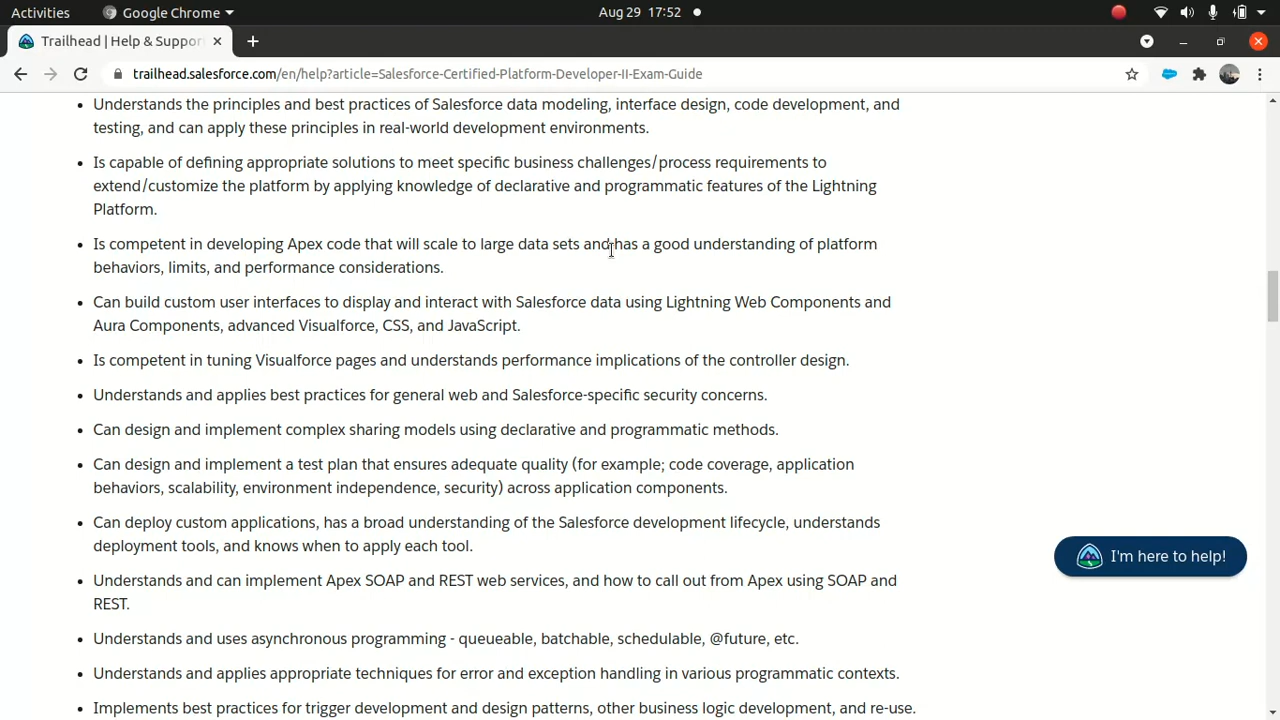 Activities
Google Chrome
Aug 29 17:52
Trailhead | Help & Suppor
trailhead.salesforce.com/en/help?article=Salesforce-Certified-Platform-Developer-II-Exam-Guide
• Understands the principles and best practices of Salesforce data modeling, interface design, code development, and
testing, and can apply these principles in real-world development environments.
• Is capable of defining appropriate solutions to meet specific business challenges/process requirements to
extend/customize the platform by applying knowledge of declarative and programmatic features of the Lightning
Platform.
• Is competent in developing Apex code that will scale to large data sets and has a good understanding of platform
behaviors, limits, and performance considerations.
• Can build custom user interfaces to display and interact with Salesforce data using Lightning Web Components and
Aura Components, advanced Visualforce, CSS, and JavaScript.
• Is competent in tuning Visualforce pages and understands performance implications of the controller design.
• Understands and applies best practices for general web and Salesforce-specific security concerns.
• Can design and implement complex sharing models using declarative and programmatic methods.
• Can design and implement a test plan that ensures adequate quality (for example; code coverage, application
behaviors, scalability, environment independence, security) across application components.
• Can deploy custom applications, has a broad understanding of the Salesforce development lifecycle, understands
deployment tools, and knows when to apply each tool.
I'm here to help!
• Understands and can implement Apex SOAP and REST web services, and how to call out from Apex using SOAP and
REST.
• Understands and uses asynchronous programming - queueable, batchable, schedulable, @future, etc.
• Understands and applies appropriate techniques for error and exception handling in various programmatic contexts.
• Implements best practices for trigger development and design patterns, other business logic development, and re-use.